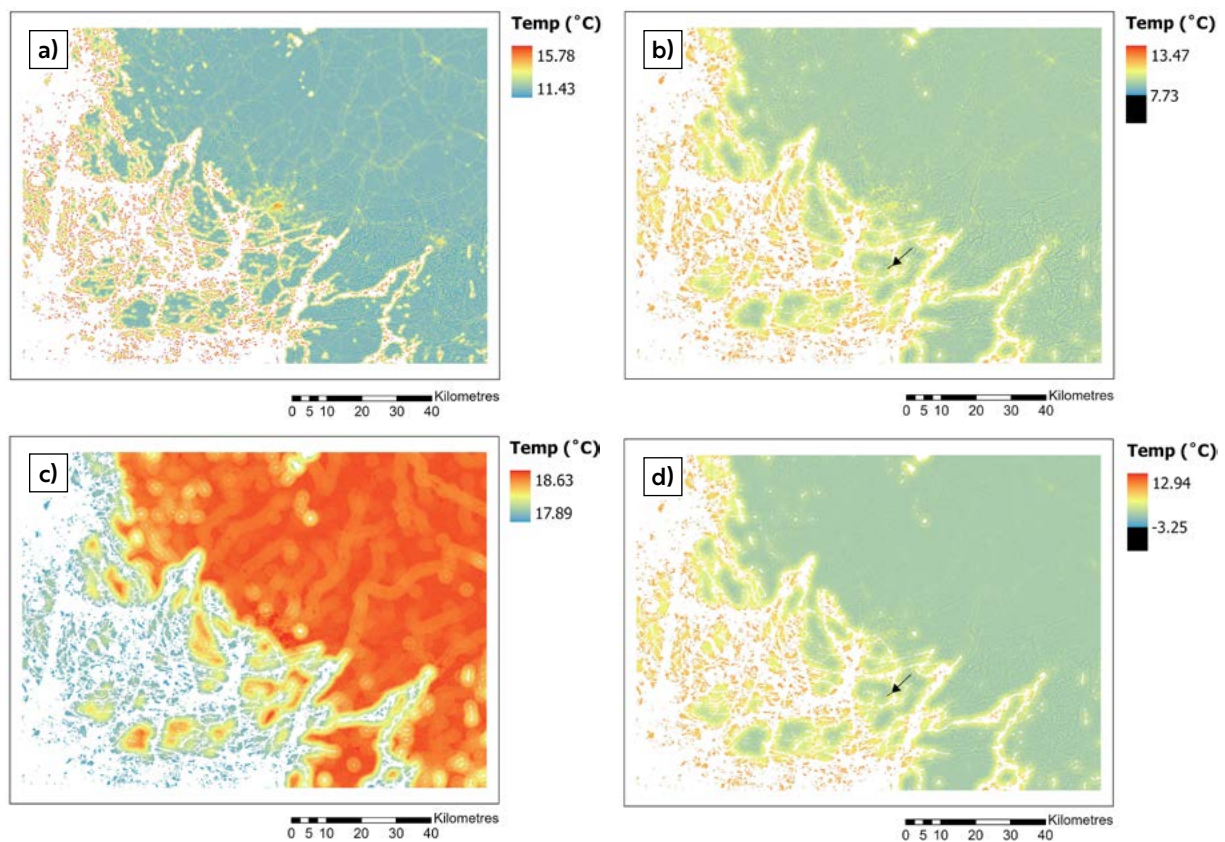 a)
Temp (˚C)
15.78
11.43
Kilometres
0 5 10 20 30 40
b)
Temp (˚C)
13.47
7.73
Kilometres
0 5 10 20 30 40
c)
Temp (˚C)
18.63
17.89
Kilometres
0 5 10 20 30 40
d)
Temp (˚C)
12.94
-3.25
Kilometres
0 5 10 20 30 40